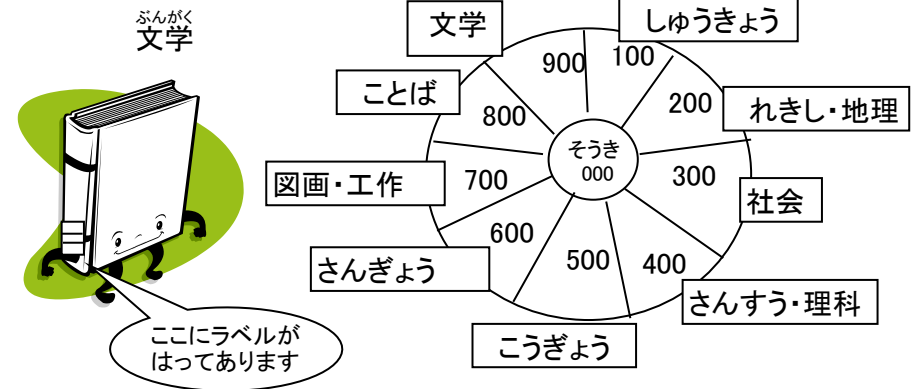 ぶんがく
文学
ここにラベルが
はってあります
文学
しゅうきょう
ことば
れきし・地理
図画・工作
社会
さんぎょう
さんすう・理科
こうぎょう
900
100
800
200
700
300
600
500
400
そうき
000